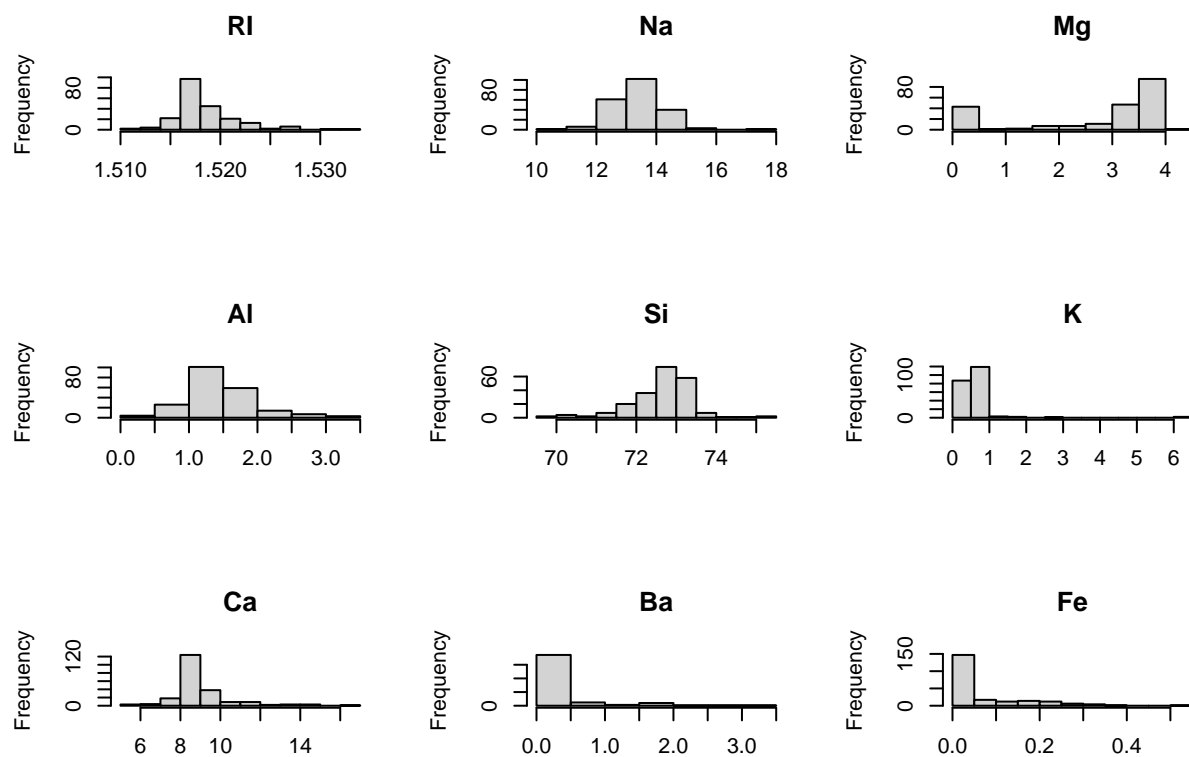 RI
Frequency
0 80
1.510 1.520 1.530
Na
Frequency
0 80
10 12 14 16 18
Mg
Frequency
0 80
0 1 2 3 4
Al
Frequency
0 80
0.0 1.0 2.0 3.0
Si
Frequency
0 60
70 72 74
K
Frequency
0 100
0 1 2 3 4 5 6
Ca
Frequency
0 120
6 8 10 14
Ba
Frequency
0
0.0 1.0 2.0 3.0
Fe
Frequency
0 150
0.0 0.2 0.4